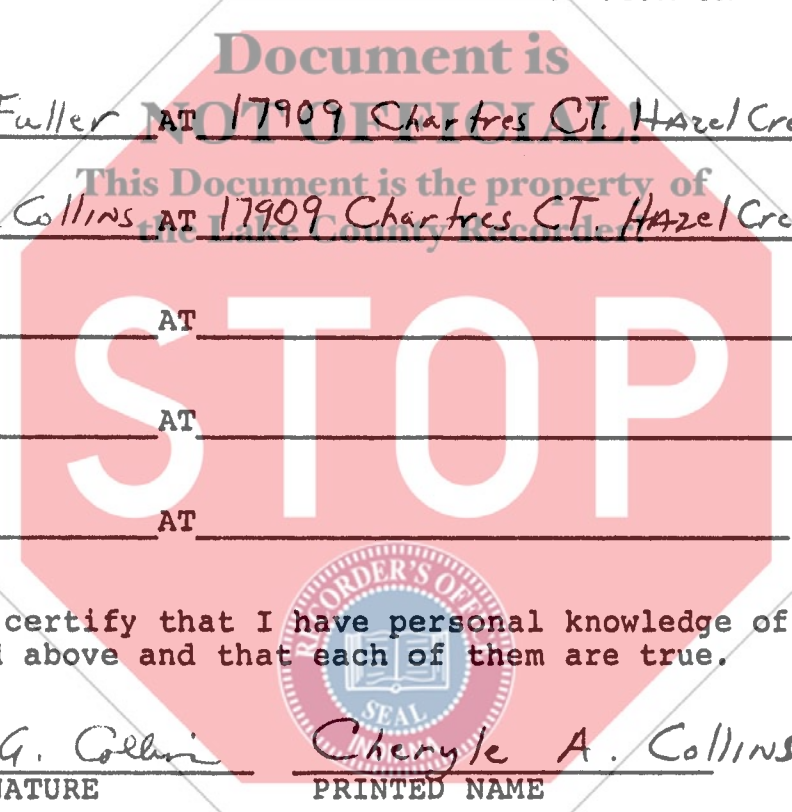 Document is
NOT OFFICIAL!
Fuller AT 17909 Chartres CT. HAzel Cre
This Document is the property of
the Lake County Recorder!
Collins AT 17909 Chartres CT. HAzel Cre
STOP
AT
AT
AT
RECORDER'S OFFICE
SEAL
INDIANA
certify that I have personal knowledge of
above and that each of them are true.
G. Collins Cheryle A. Collins
NATURE PRINTED NAME